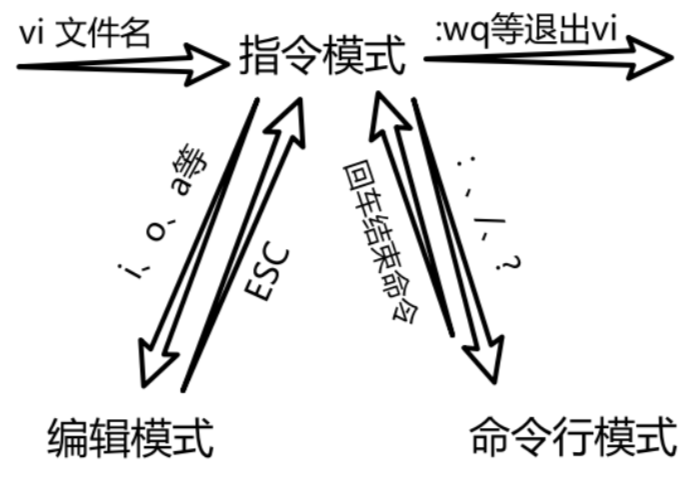 vi 文件名
指令模式
:wq等退出vi
i、o、a等
ESC
回车结束命令
: 、/、?
编辑模式
命令行模式